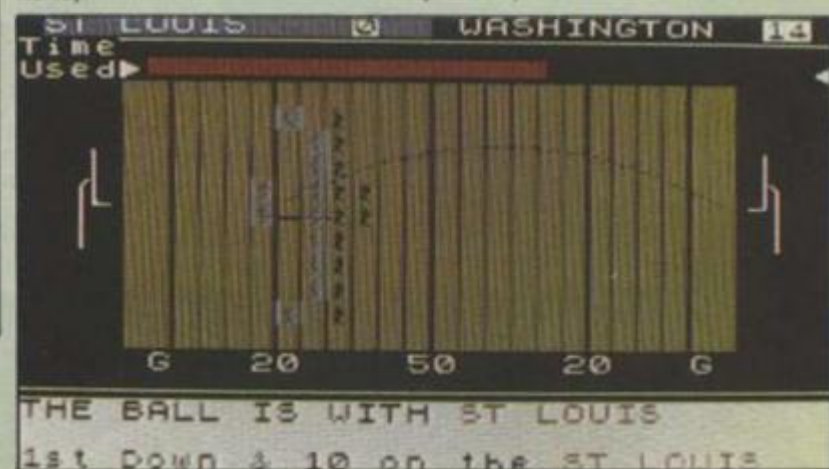 ST LOUIS 0 WASHINGTON 14
Time
Used
G 20 50 20 G
THE BALL IS WITH ST LOUIS
1st Down & 10 on the ST LOUIS